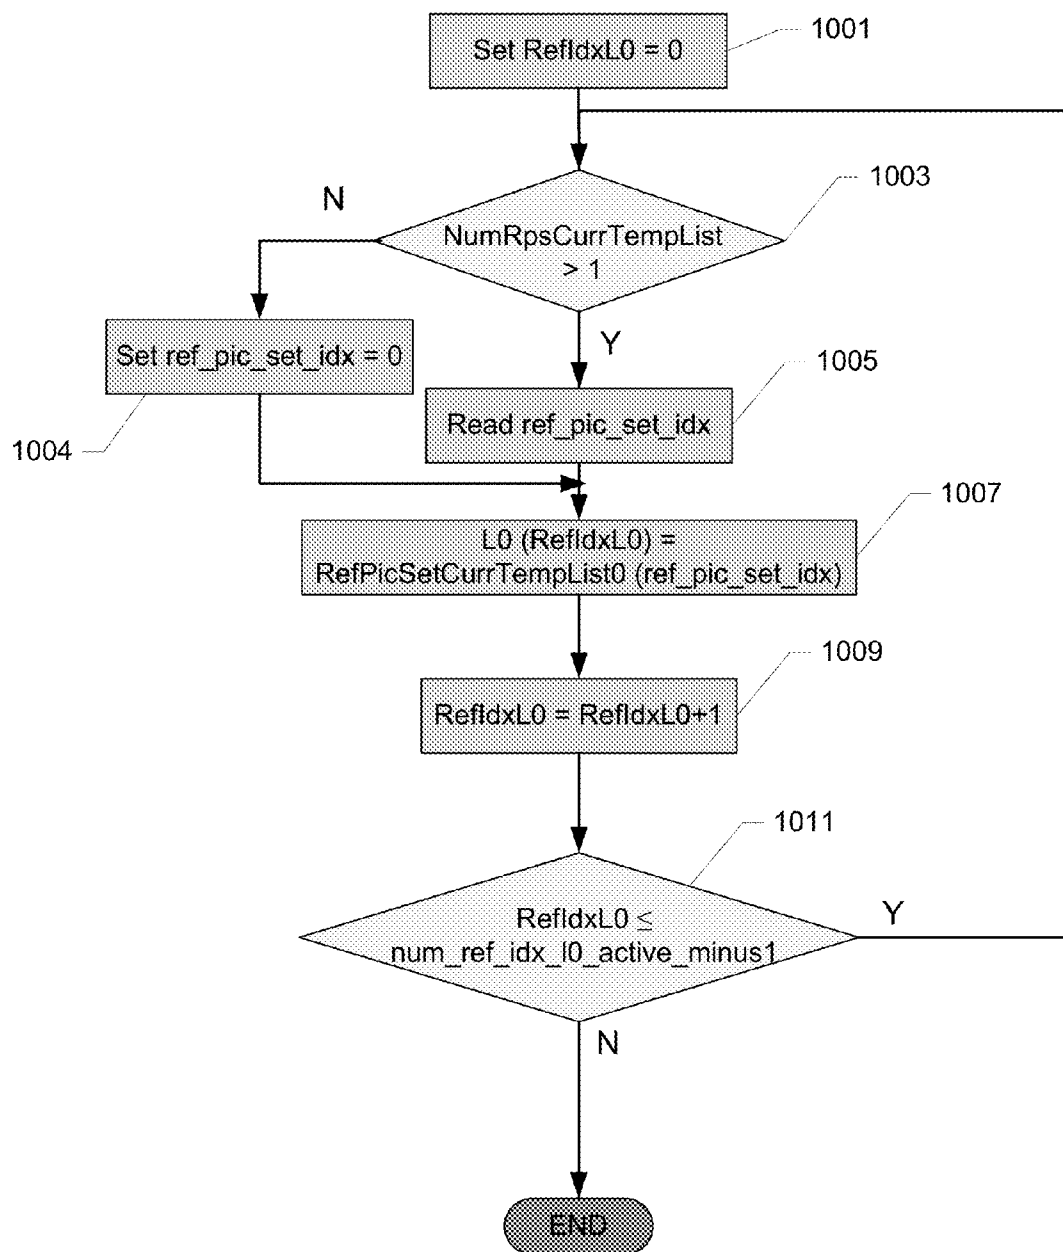 Set RefIdxL0 = 0
1001
NumRpsCurrTempList
> 1
1003
N
Y
Set ref_pic_set_idx = 0
1004
Read ref_pic_set_idx
1005
L0 (RefIdxL0) =
RefPicSetCurrTempList0 (ref_pic_set_idx)
1007
RefIdxL0 = RefIdxL0+1
1009
RefIdxL0 ≤
num_ref_idx_l0_active_minus1
1011
Y
N
END